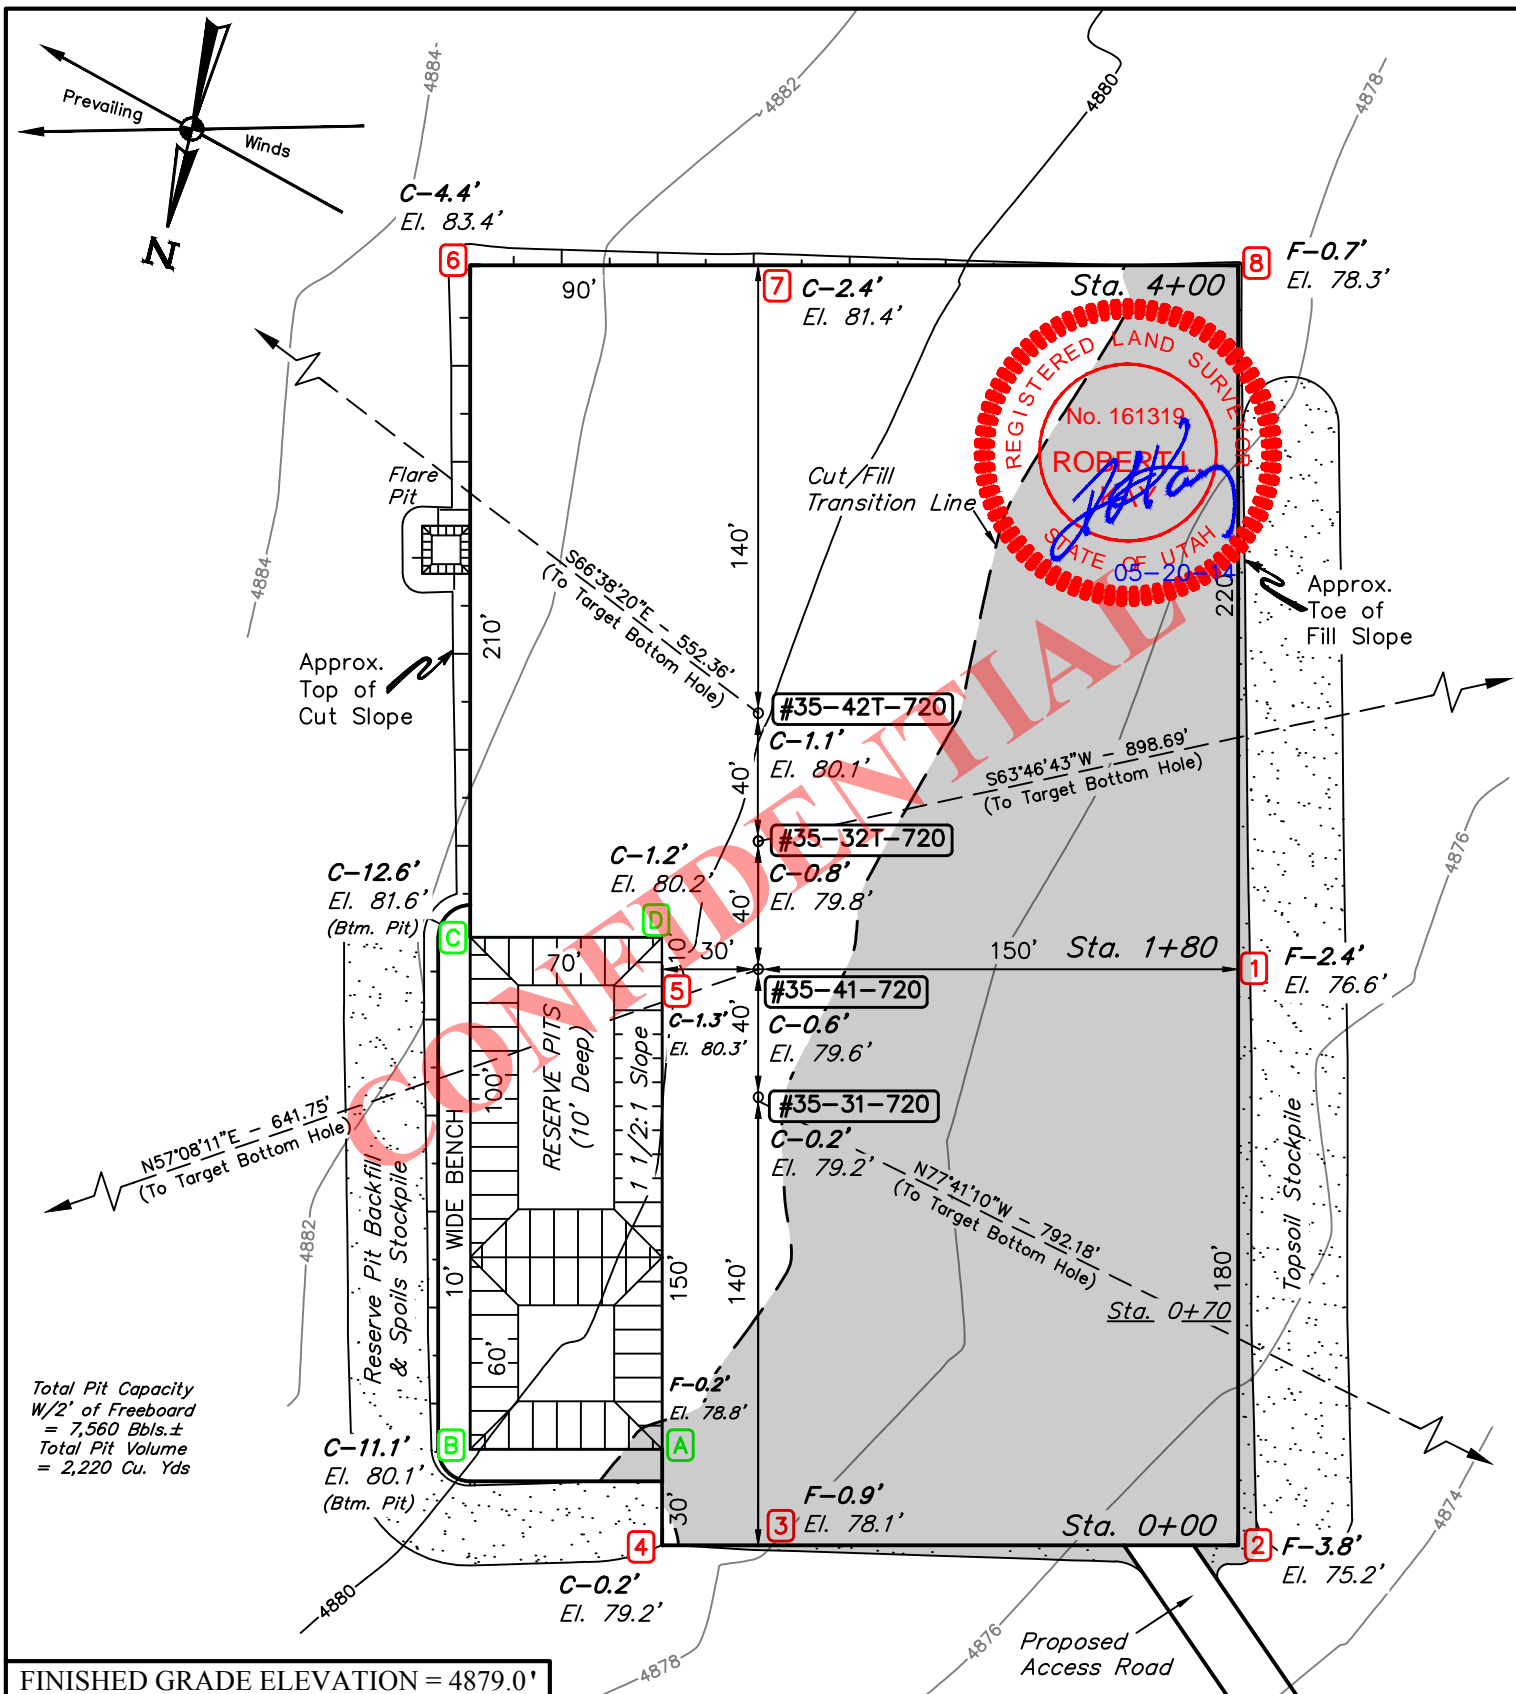 Prevailing
Winds
N
4884
4882
4880
4878
C-4.4'
El. 83.4'
6
90'
7
C-2.4'
El. 81.4'
Sta. 4+00
8
F-0.7'
El. 78.3'
REGISTERED LAND SURVEYOR
No. 161319
ROBERT L.
KAY
STATE OF UTAH
05-20-14
Flare
Pit
Cut/Fill
Transition Line
140'
S66°38'20"E - 552.36'
(To Target Bottom Hole)
4884
210'
220'
Approx.
Toe of
Fill Slope
Approx.
Top of
Cut Slope
#35-42T-720
C-1.1'
El. 80.1'
40'
S63°46'43"W - 898.69'
(To Target Bottom Hole)
#35-32T-720
C-0.8'
El. 79.8'
40'
4876
C-1.2'
El. 80.2'
C-12.6'
El. 81.6'
(Btm. Pit)
C
D
10'
30'
70'
150'
Sta. 1+80
1
F-2.4'
El. 76.6'
5
C-1.3'
El. 80.3'
#35-41-720
C-0.6'
El. 79.6'
40'
#35-31-720
C-0.2'
El. 79.2'
N77°41'10"W - 792.18'
(To Target Bottom Hole)
CONFIDENTIAL
RESERVE PITS
(10' Deep)
1 1/2:1 Slope
100'
10' WIDE BENCH
N57°08'11"E - 641.75'
(To Target Bottom Hole)
Reserve Pit Backfill
& Spoils Stockpile
4882
150'
140'
180'
Topsoil Stockpile
Sta. 0+70
60'
Total Pit Capacity
W/2' of Freeboard
= 7,560 Bbls.±
Total Pit Volume
= 2,220 Cu. Yds
F-0.2'
El. 78.8'
B
A
C-11.1'
El. 80.1'
(Btm. Pit)
30'
3
F-0.9'
El. 78.1'
Sta. 0+00
2
F-3.8'
El. 75.2'
4874
4
C-0.2'
El. 79.2'
4880
4878
4876
Proposed
Access Road
FINISHED GRADE ELEVATION = 4879.0'